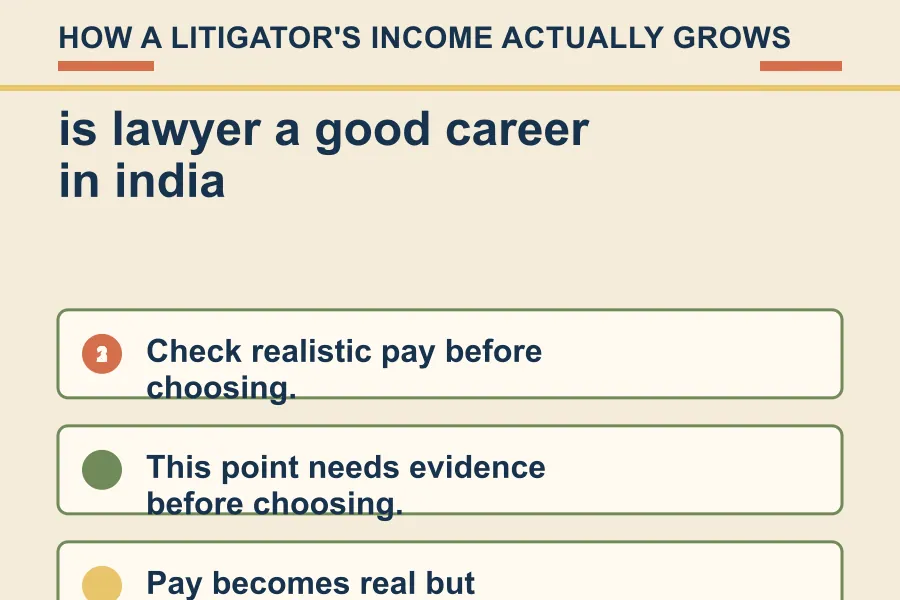 HOW A LITIGATOR'S INCOME ACTUALLY GROWS
is lawyer a good career
in india
Check realistic pay before
choosing.
This point needs evidence
before choosing.
Pay becomes real but